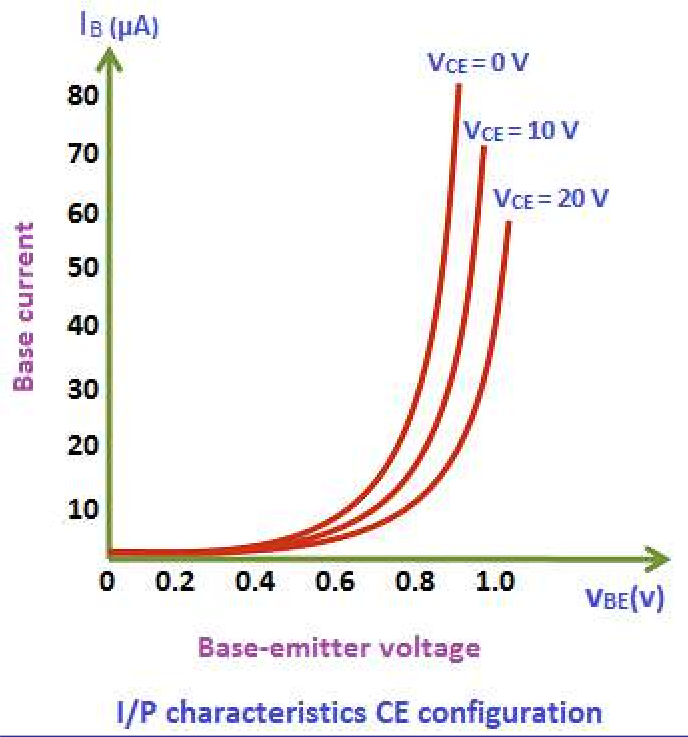 IB (μA)
VCE = 0 V
80
VCE = 10 V
70
VCE = 20 V
60
50
40
30
20
10
Base current
0 0.2 0.4 0.6 0.8 1.0
VBE(v)
Base-emitter voltage
I/P characteristics CE configuration